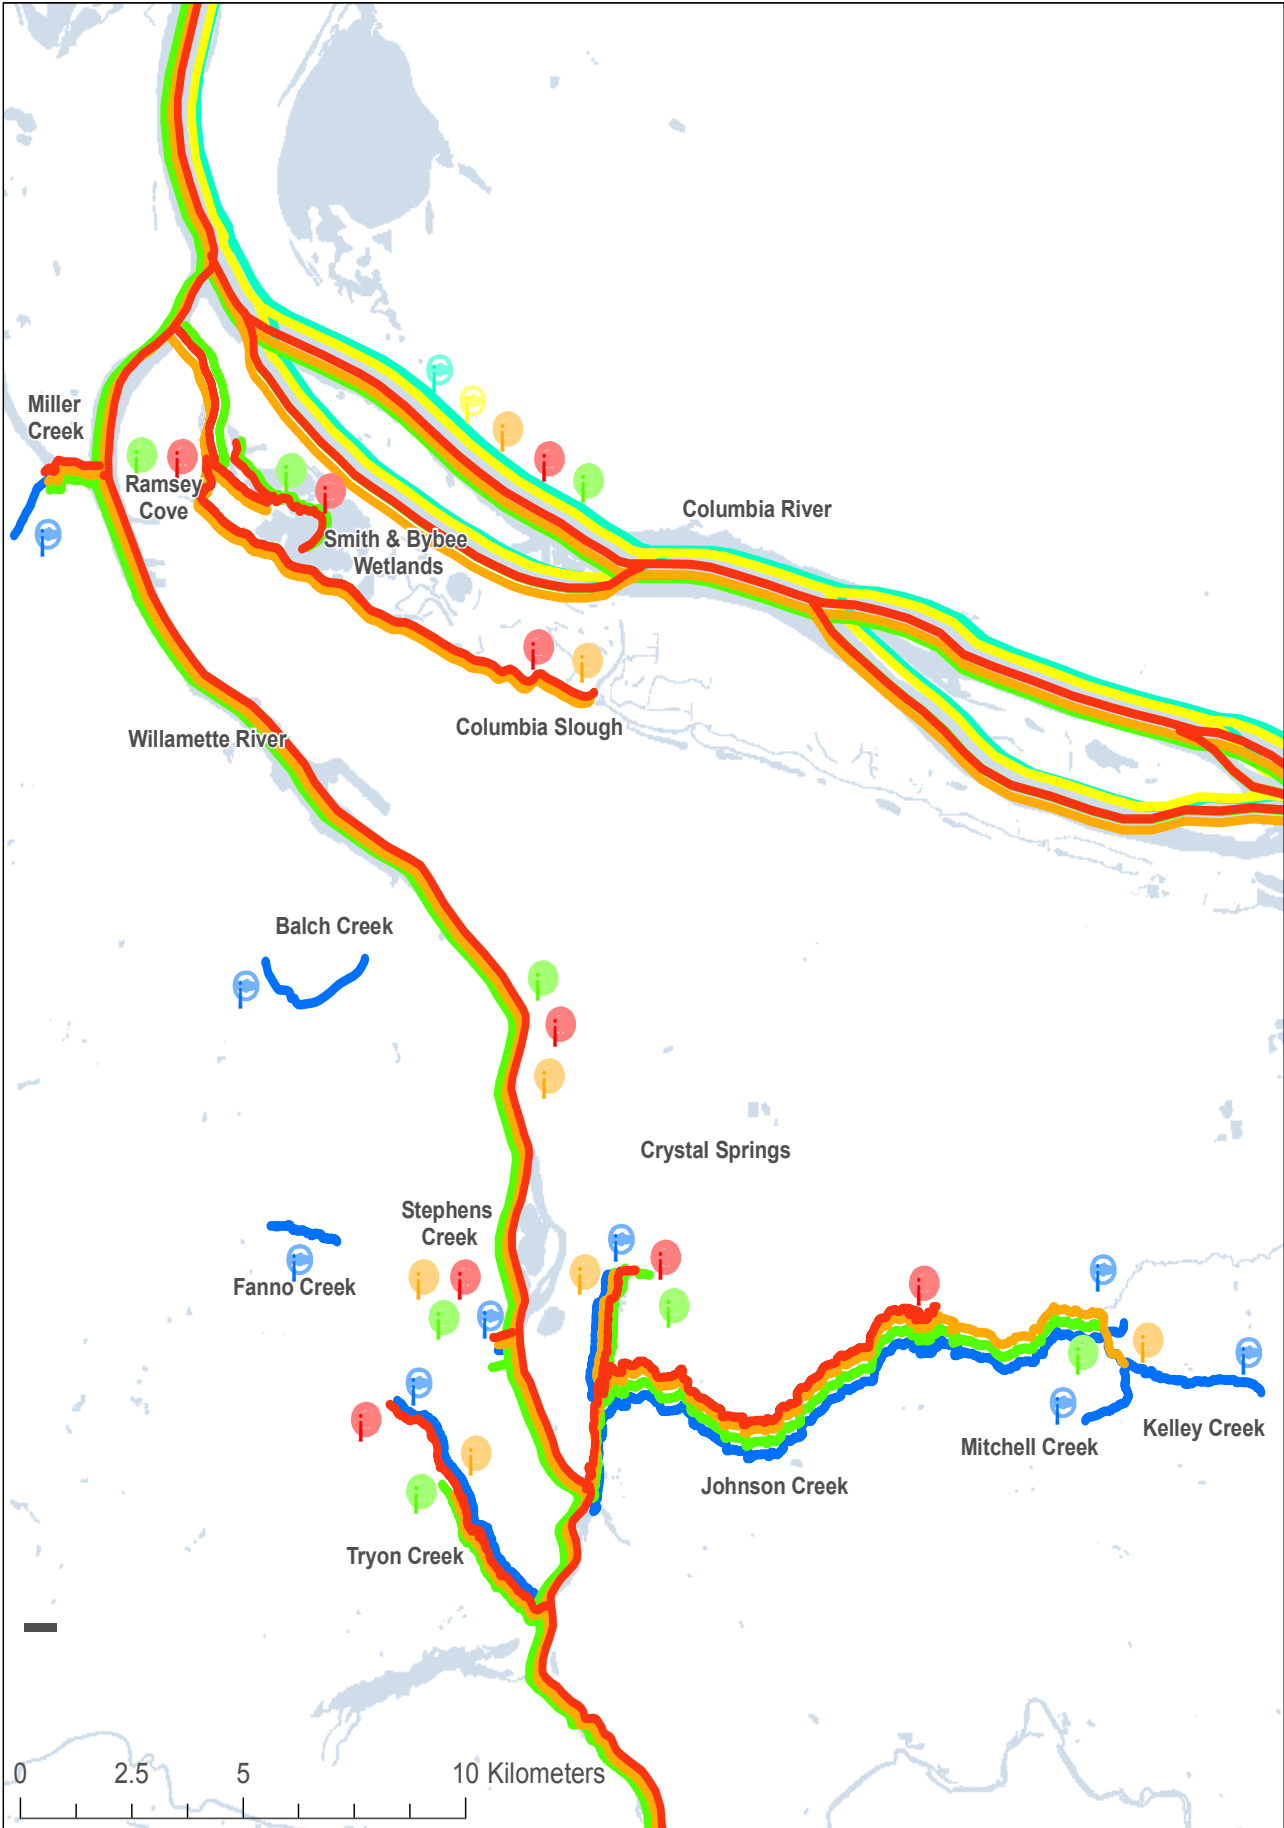 Miller
Creek
Ramsey
Cove
Columbia River
Smith & Bybee
Wetlands
Columbia Slough
Willamette River
Balch Creek
Crystal Springs
Stephens
Creek
Fanno Creek
Kelley Creek
Mitchell Creek
Johnson Creek
Tryon Creek
0 2.5 5 10 Kilometers